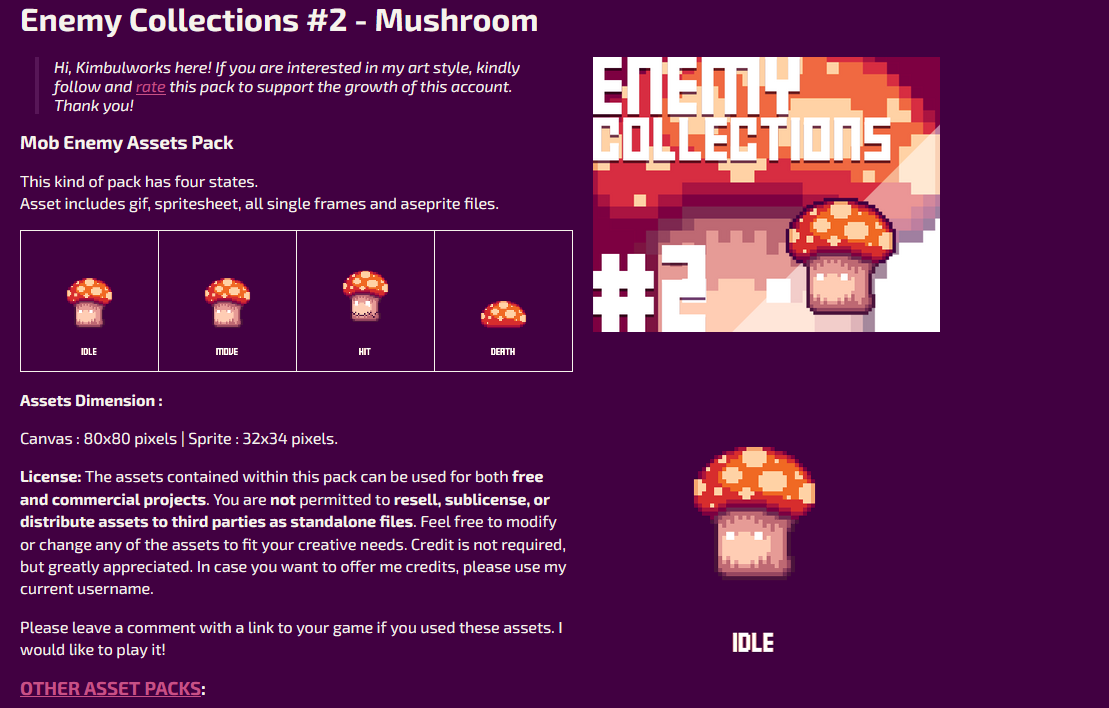 Enemy Collections #2 - Mushroom
Hi, Kimbulworks here! If you are interested in my art style, kindly
follow and rate this pack to support the growth of this account.
Thank you!
Mob Enemy Assets Pack
This kind of pack has four states.
Asset includes gif, spritesheet, all single frames and aseprite files.
IDLE
MOVE
HIT
DEATH
Assets Dimension :
Canvas : 80x80 pixels | Sprite : 32x34 pixels.
License: The assets contained within this pack can be used for both free
and commercial projects. You are not permitted to resell, sublicense, or
distribute assets to third parties as standalone files. Feel free to modify
or change any of the assets to fit your creative needs. Credit is not required,
but greatly appreciated. In case you want to offer me credits, please use my
current username.
Please leave a comment with a link to your game if you used these assets. I
would like to play it!
OTHER ASSET PACKS:
ENEMY
COLLECTIONS
#2
IDLE